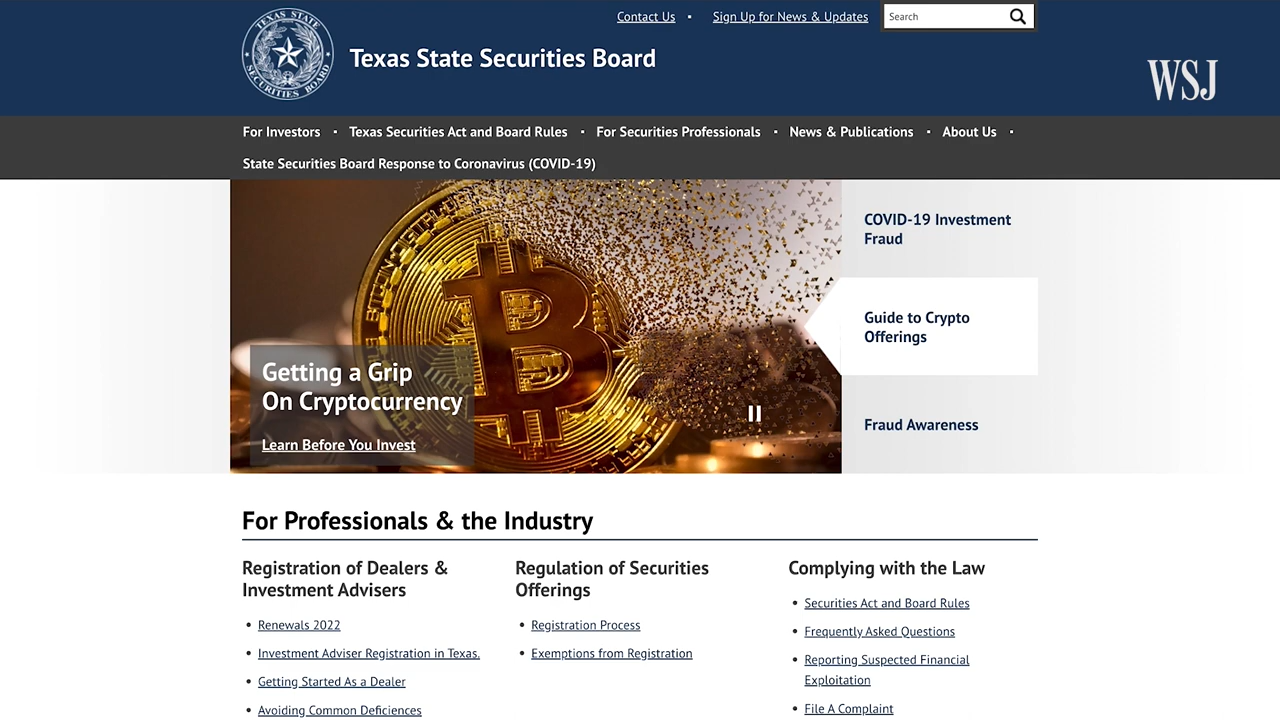 Contact Us
Sign Up for News & Updates
Search
TEXAS STATE
SECURITIES BOARD
Texas State Securities Board
WSJ
For Investors
Texas Securities Act and Board Rules
For Securities Professionals
News & Publications
About Us
State Securities Board Response to Coronavirus (COVID-19)
COVID-19 Investment
Fraud
Guide to Crypto
Offerings
Fraud Awareness
Getting a Grip
On Cryptocurrency
Learn Before You Invest
For Professionals & the Industry
Registration of Dealers &
Investment Advisers
Renewals 2022
Investment Adviser Registration in Texas.
Getting Started As a Dealer
Avoiding Common Deficiences
Regulation of Securities
Offerings
Registration Process
Exemptions from Registration
Complying with the Law
Securities Act and Board Rules
Frequently Asked Questions
Reporting Suspected Financial
Exploitation
File A Complaint